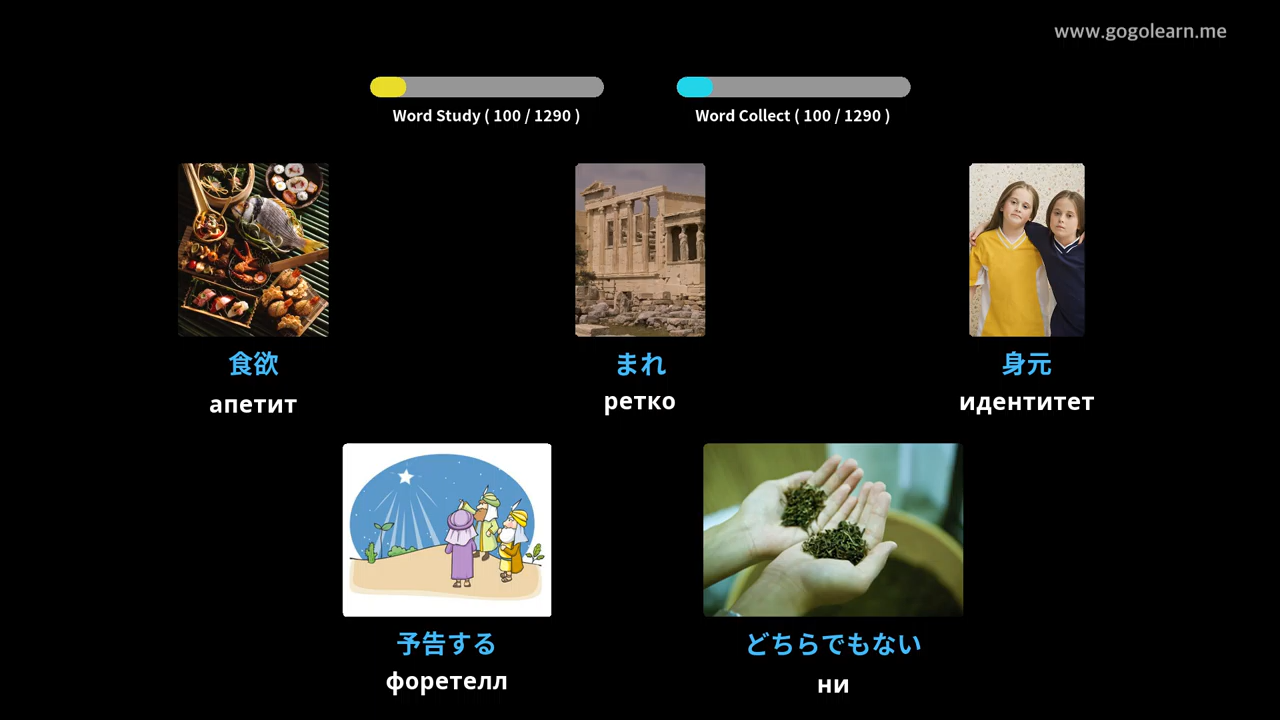 www.gogolearn.me
Word Study ( 100 / 1290 )
Word Collect ( 100 / 1290 )
食欲
апетит
まれ
ретко
身元
идентитет
予告する
форетелл
どちらでもない
ни